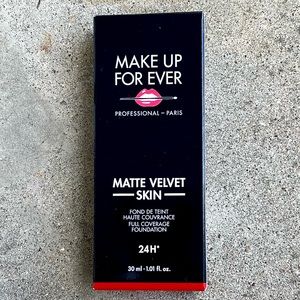 MAKE UP
FOR EVER
PROFESSIONAL – PARIS
MATTE VELVET
SKIN
FOND DE TEINT
HAUTE COUVRANCE
FULL COVERAGE
FOUNDATION
24H*
30 ml - 1.01 fl. oz.